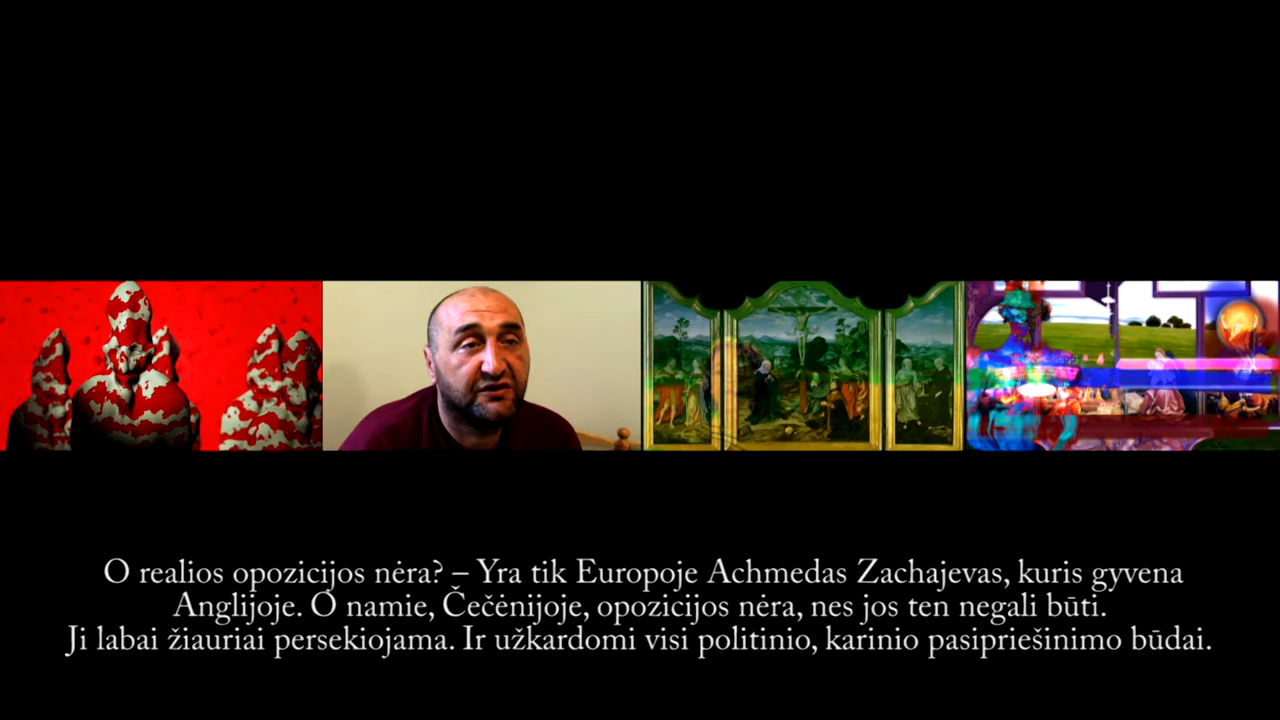 O realios opozicijos nėra? – Yra tik Europoje Achmedas Zachajevas, kuris gyvena
Anglijoje. O namie, Čečėnijoje, opozicijos nėra, nes jos ten negali būti.
Ji labai žiauriai persekiojama. Ir užkardomi visi politinio, karinio pasipriešinimo būdai.